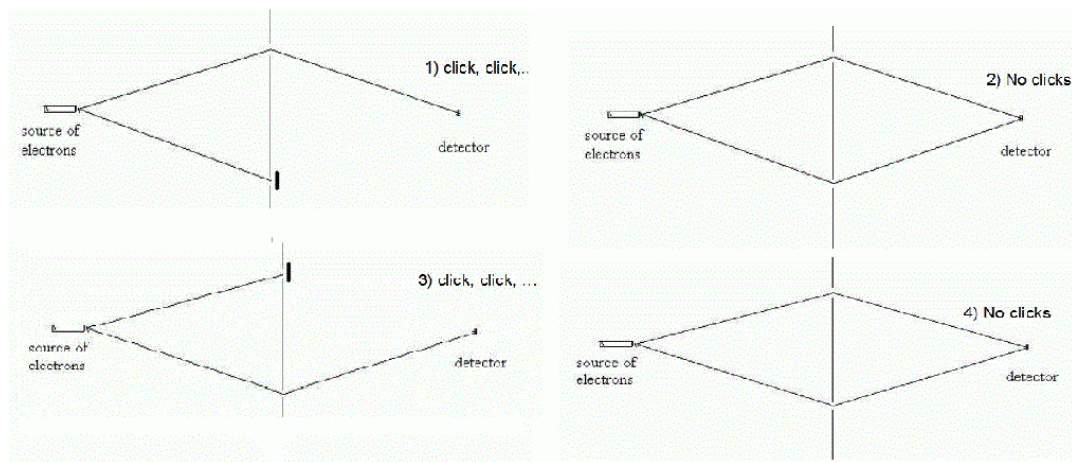 1) click, click,..
source of
electrons
detector
2) No clicks
source of
electrons
detector
3) click, click, ...
source of
electrons
detector
4) No clicks
source of
electrons
detector